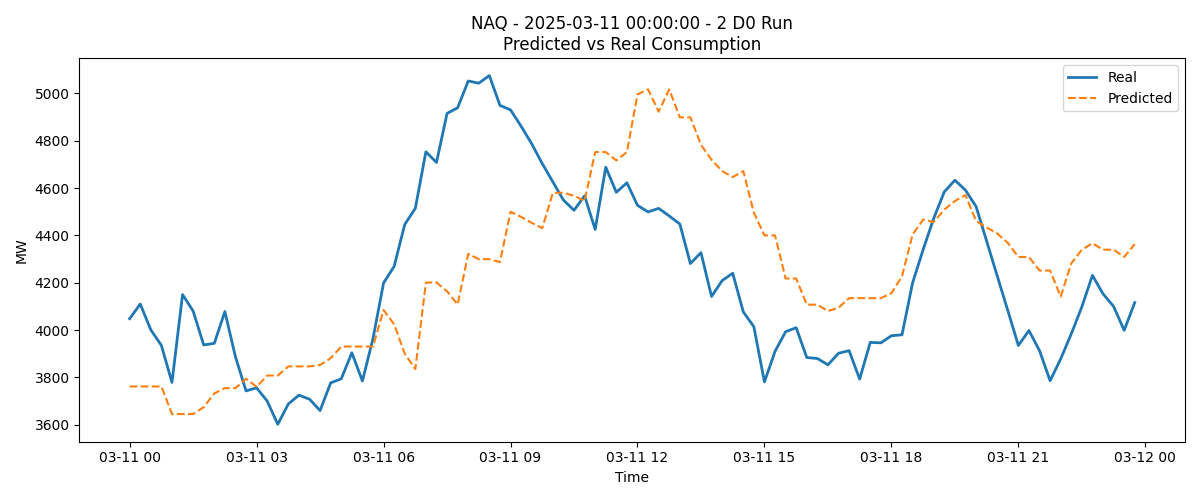 NAQ - 2025-03-11 00:00:00 - 2 D0 Run
Predicted vs Real Consumption
Real
Predicted
MW
5000
4800
4600
4400
4200
4000
3800
3600
03-11 00
03-11 03
03-11 06
03-11 09
03-11 12
03-11 15
03-11 18
03-11 21
03-12 00
Time